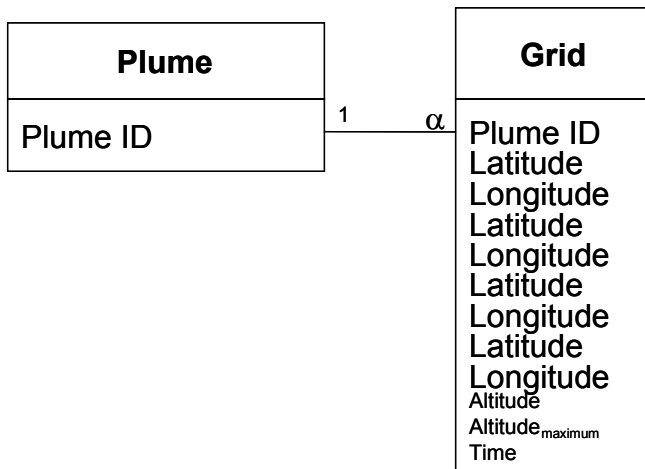 Plume
Plume ID
1
α
Grid
Plume ID
Latitude
Longitude
Latitude
Longitude
Latitude
Longitude
Latitude
Longitude
Altitude
Altitudemaximum
Time